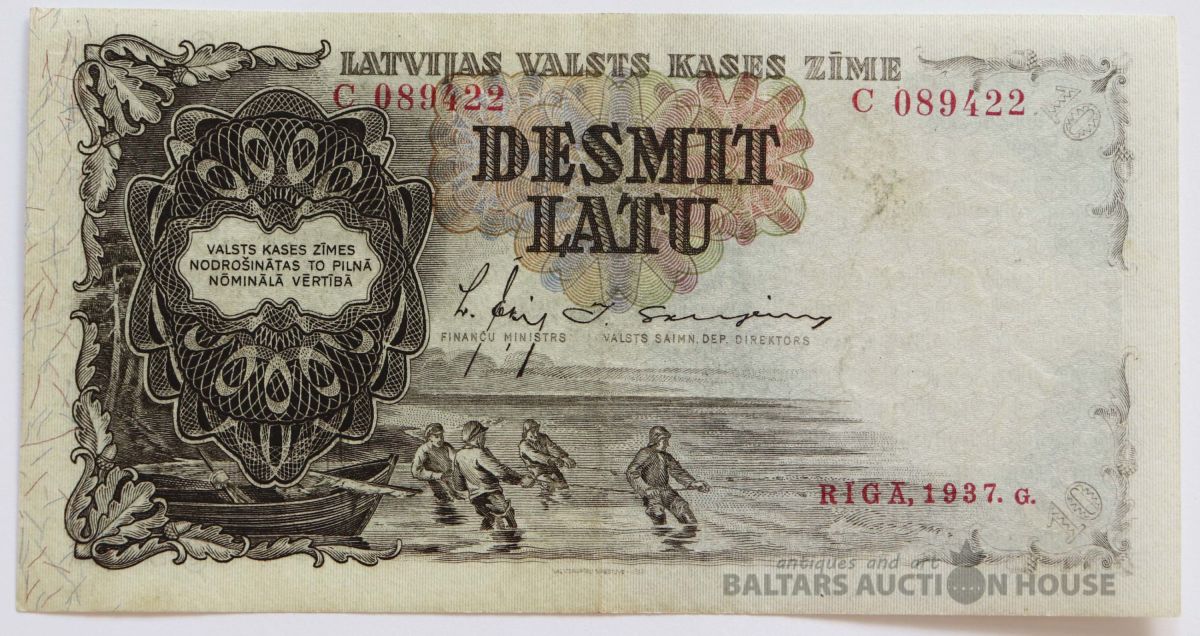 LATVIJAS VALSTS KASES ZĪME
C 089422
C 089422
DESMIT
LATU
VALSTS KASES ZĪMES
NODROŠINĀTAS TO PILNĀ
NŌMINĀLĀ VĒRTĪBĀ
FINANČU MINISTRS
VALSTS SAIMN. DEP. DIREKTORS
RĪGĀ, 1937. G.
antiques and art
BALTARS AUCTION HOUSE